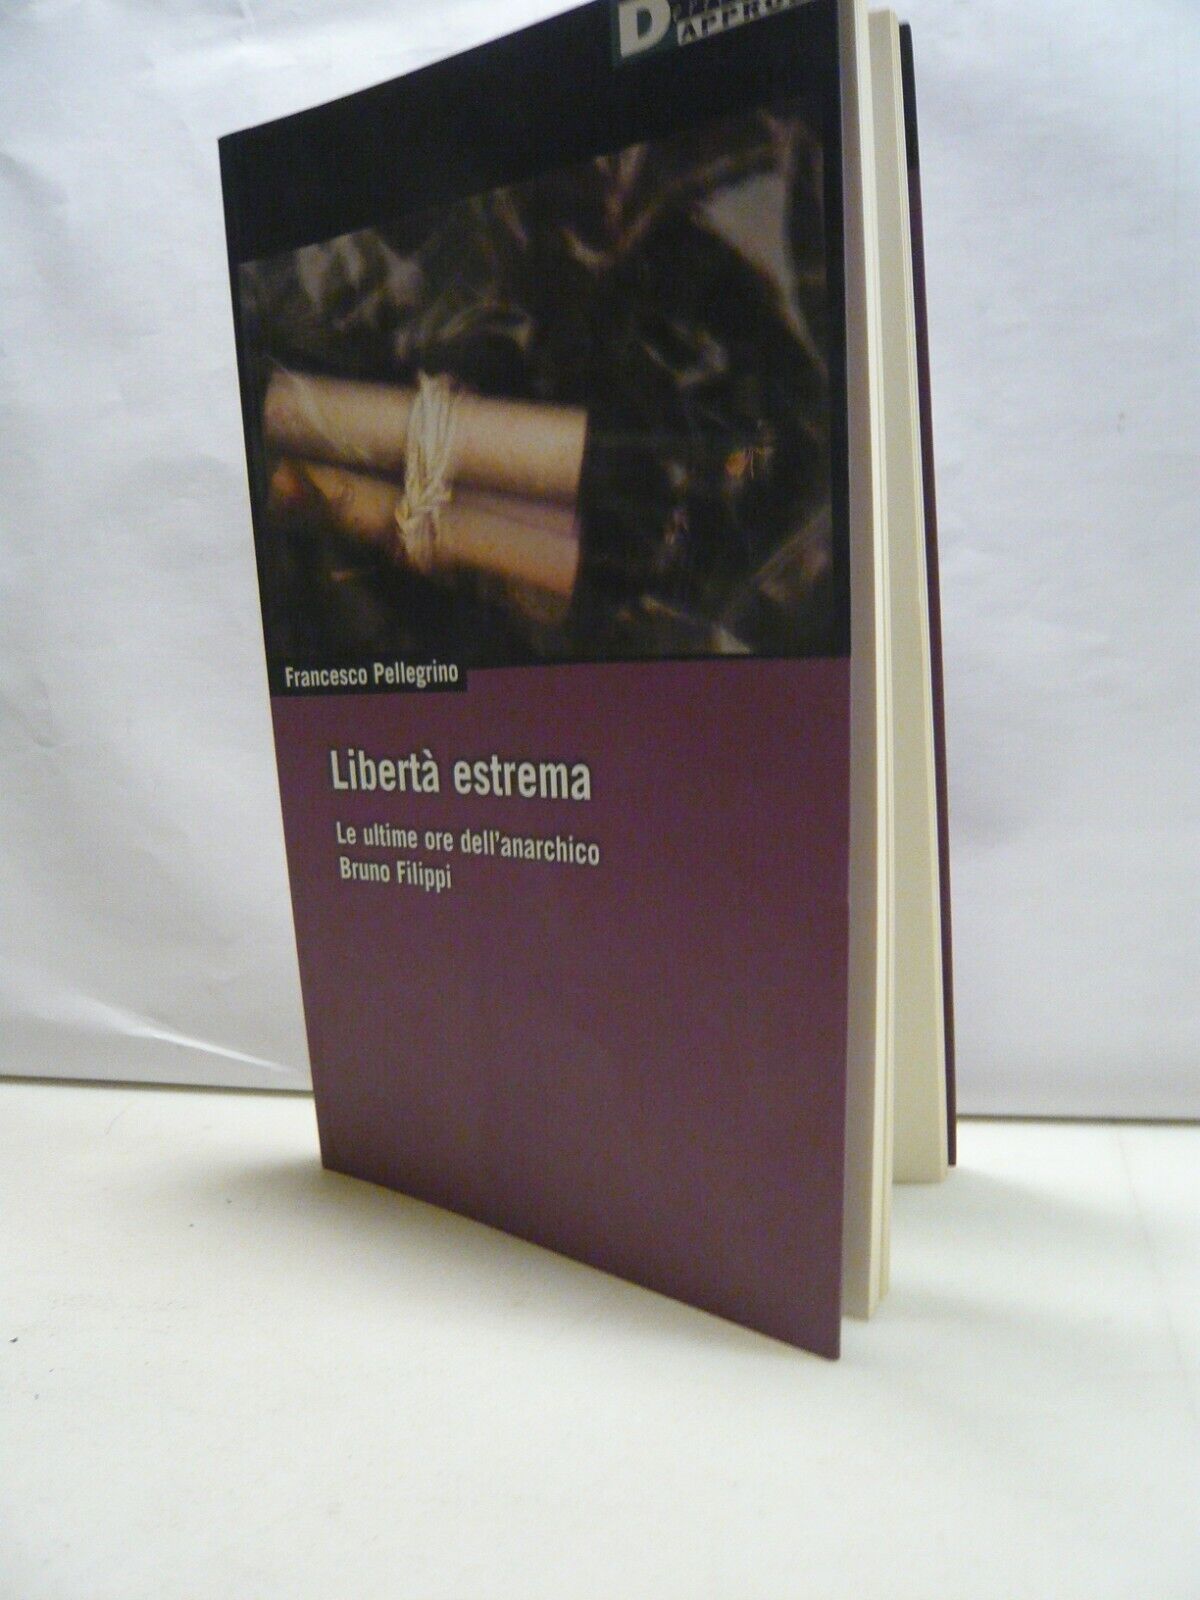 Francesco Pellegrino
Libertà estrema
Le ultime ore dell'anarchico
Bruno Filippi